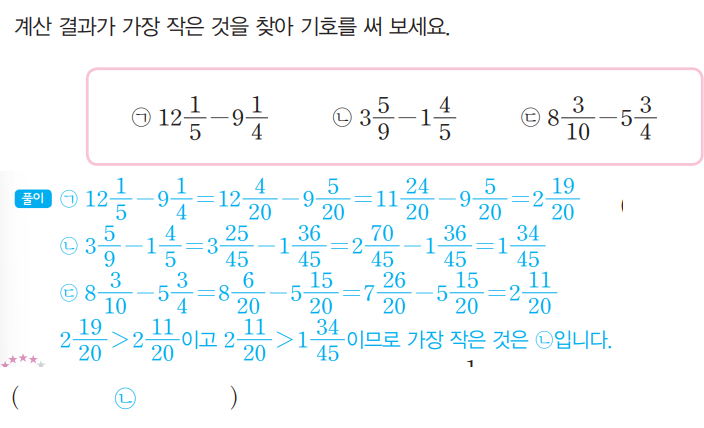 계산 결과가 가장 작은 것을 찾아 기호를 써 보세요.
㉠ 12 1/5 − 9 1/4 ㉡ 3 5/9 − 1 4/5 ㉢ 8 3/10 − 5 3/4
풀이 ㉠ 12 1/5 − 9 1/4 = 12 4/20 − 9 5/20 = 11 24/20 − 9 5/20 = 2 19/20
㉡ 3 5/9 − 1 4/5 = 3 25/45 − 1 36/45 = 2 70/45 − 1 36/45 = 1 34/45
㉢ 8 3/10 − 5 3/4 = 8 6/20 − 5 15/20 = 7 26/20 − 5 15/20 = 2 11/20
2 19/20 > 2 11/20 이고 2 11/20 > 1 34/45 이므로 가장 작은 것은 ㉡입니다.
( ㉡ )